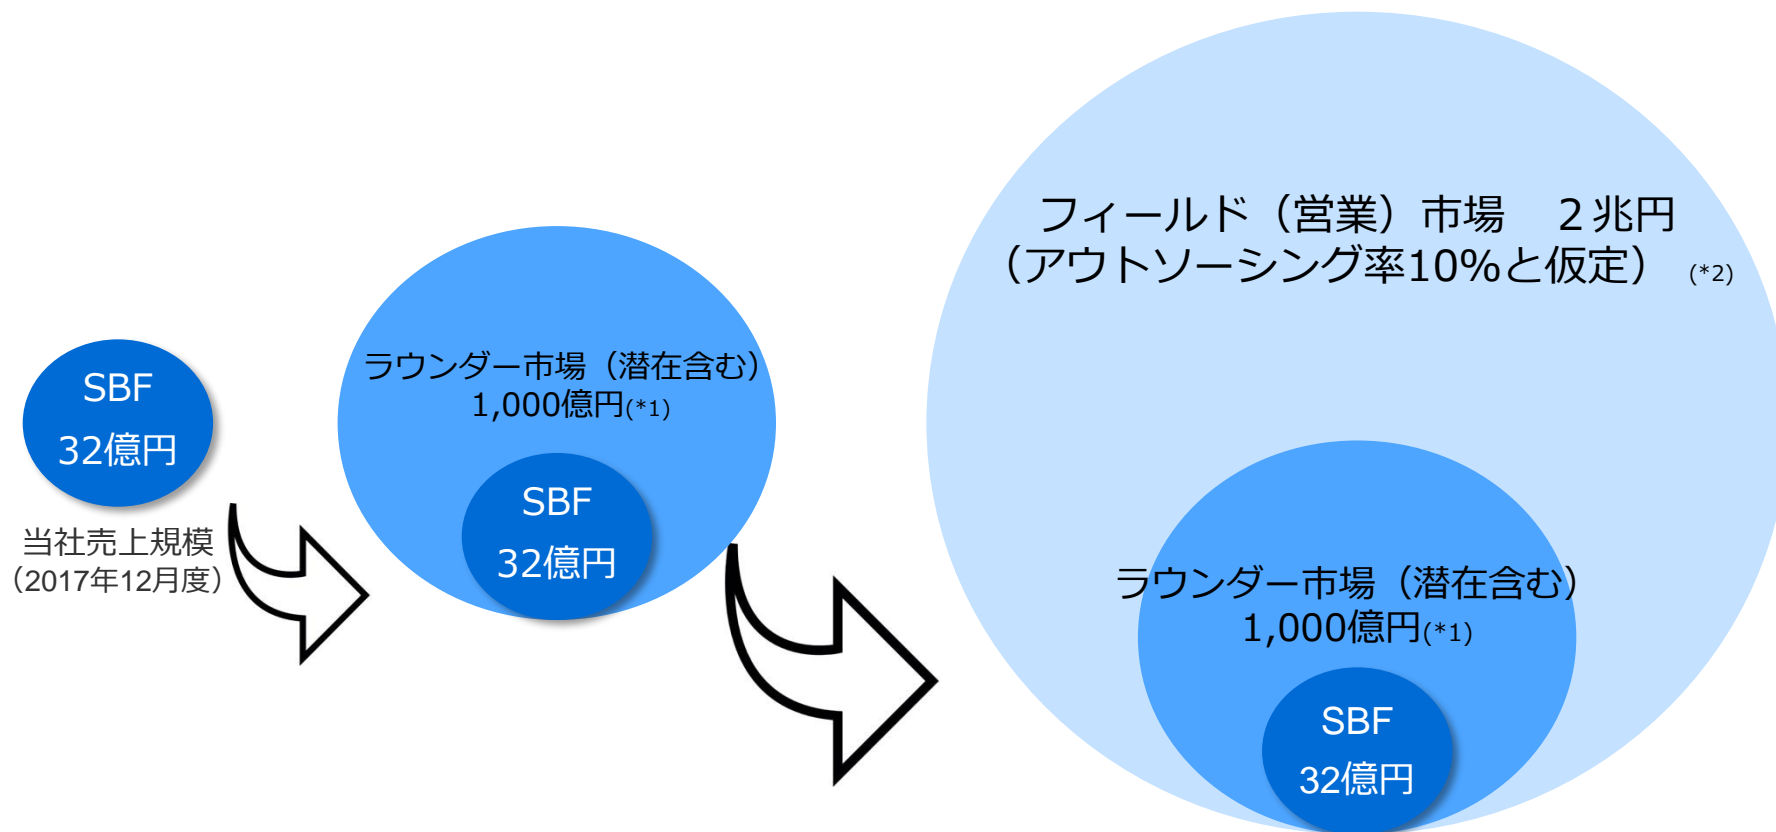 SBF
32億円
当社売上規模
（2017年12月度）
ラウンダー市場（潜在含む）
1,000億円(*1)
SBF
32億円
フィールド（営業）市場　２兆円
（アウトソーシング率10%と仮定） (*2)
ラウンダー市場（潜在含む）
1,000億円(*1)
SBF
32億円